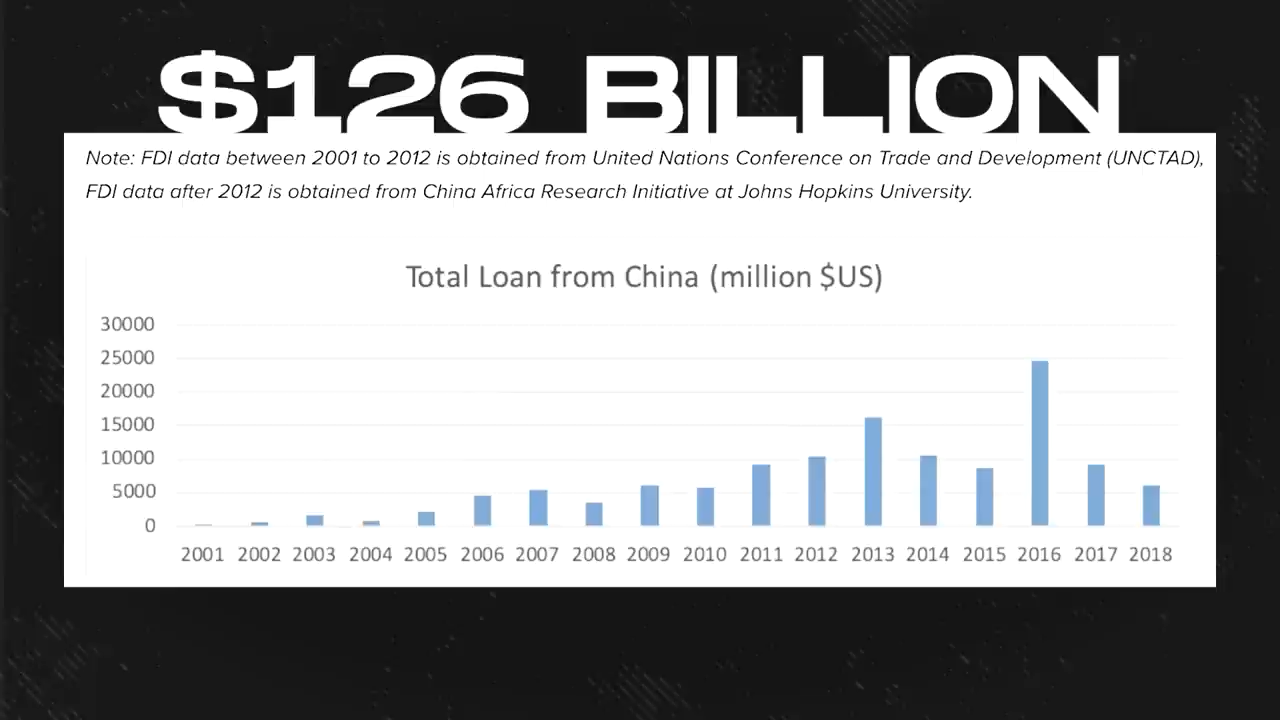 $126 BILLION
Note: FDI data between 2001 to 2012 is obtained from United Nations Conference on Trade and Development (UNCTAD),
FDI data after 2012 is obtained from China Africa Research Initiative at Johns Hopkins University.
Total Loan from China (million $US)
30000
25000
20000
15000
10000
5000
0
2001 2002 2003 2004 2005 2006 2007 2008 2009 2010 2011 2012 2013 2014 2015 2016 2017 2018